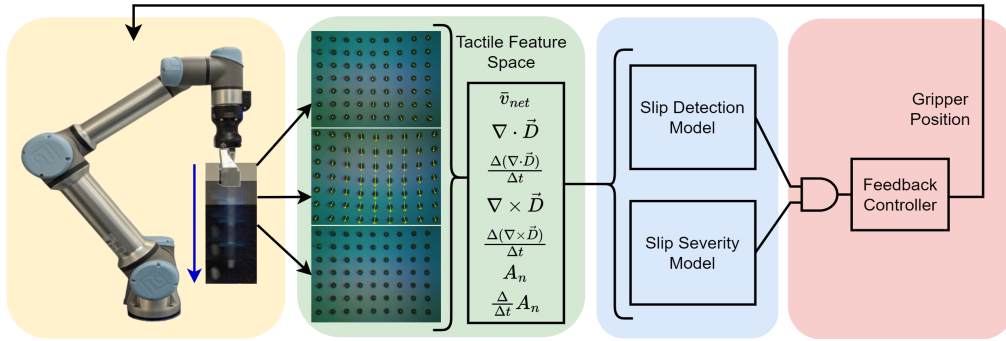 Tactile Feature
Space
v̄_net
∇ · D⃗
Δ(∇·D⃗)/Δt
∇ × D⃗
Δ(∇×D⃗)/Δt
A_n
Δ/Δt A_n
Slip Detection
Model
Slip Severity
Model
Feedback
Controller
Gripper
Position